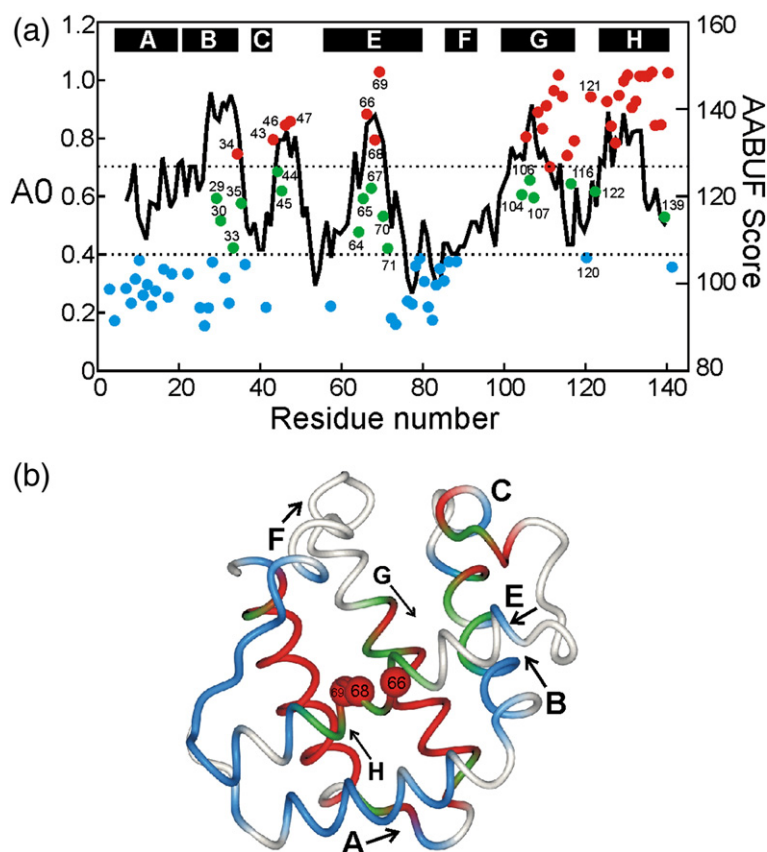 (a)
1.2 A B C E F G H 160
1.0 69 121 140
66
43 46 47
0.8 34 68
A0 AABUF Score
29 35 44 67 116 120
0.6 30 45 65 104 107 122 139
33 64 70
0.4 71 120 100
0.2
0 80
0 20 40 60 80 100 120 140
Residue number
(b)
C
F
G
E
69 68 66
B
H
A